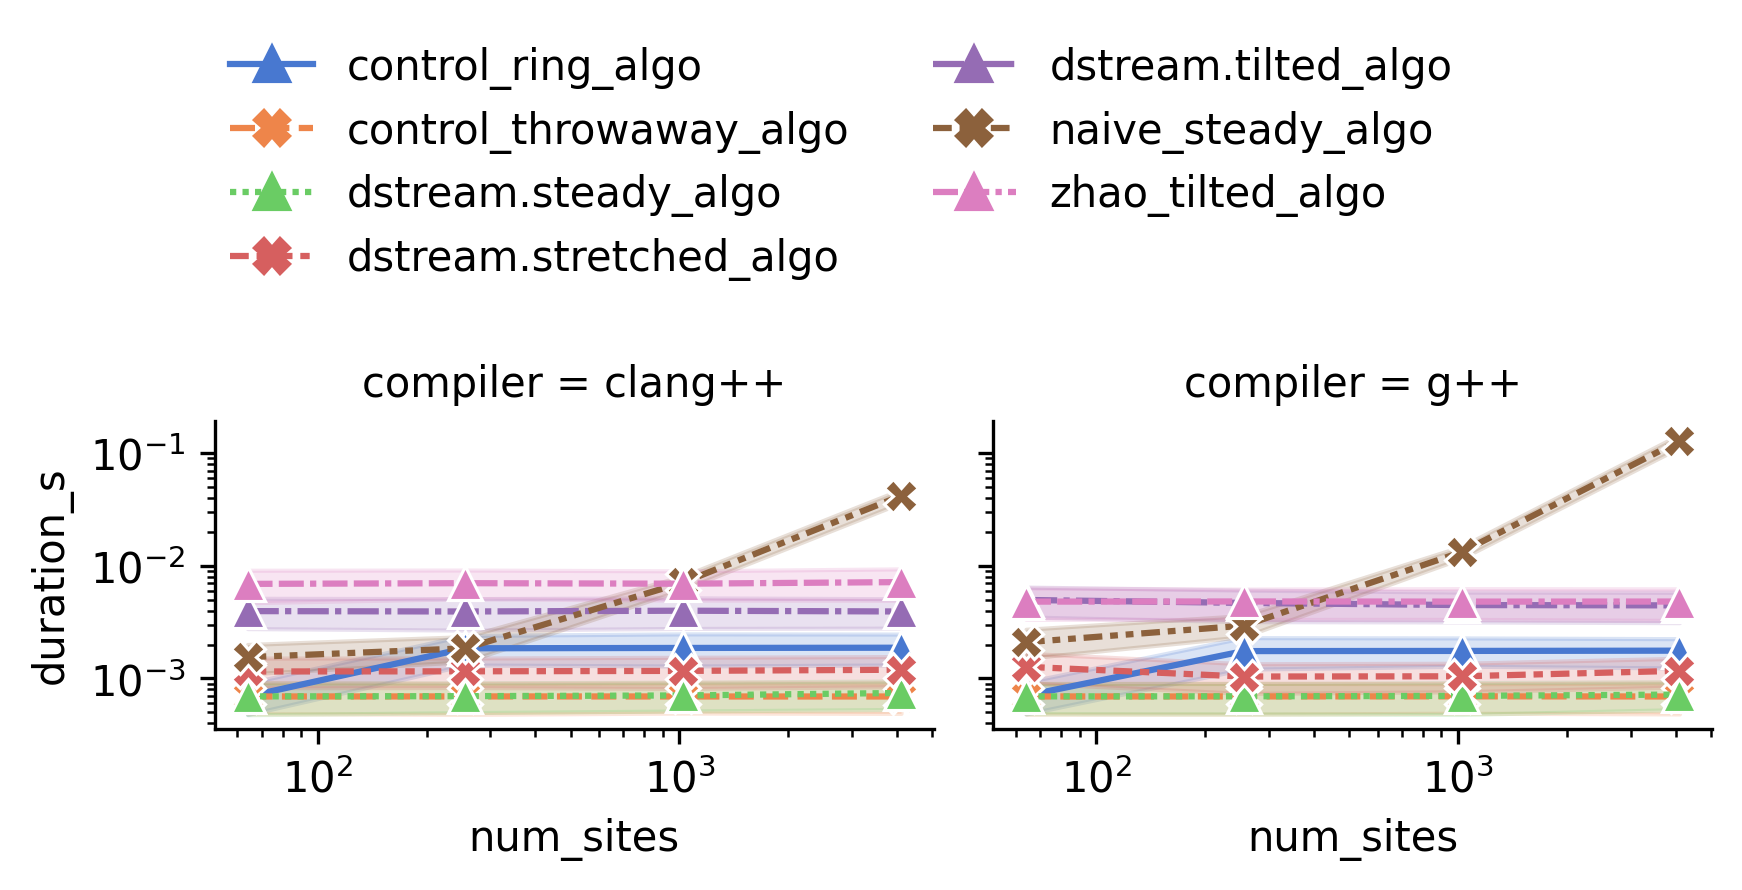 control_ring_algo
control_throwaway_algo
dstream.steady_algo
dstream.stretched_algo
dstream.tilted_algo
naive_steady_algo
zhao_tilted_algo
compiler = clang++
compiler = g++
duration_s
10⁻¹
10⁻²
10⁻³
10²
10³
10²
10³
num_sites
num_sites